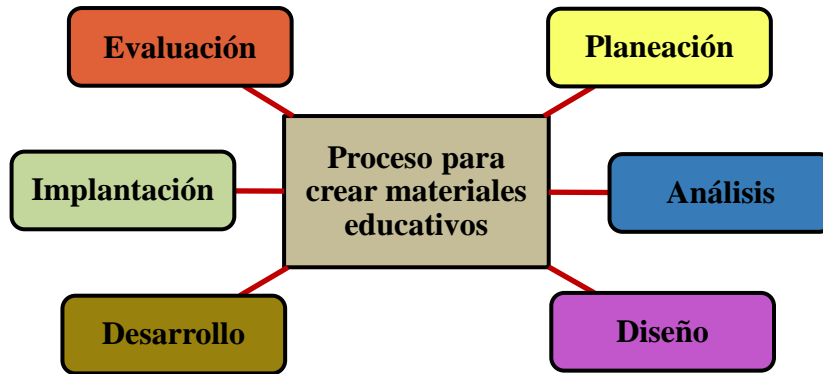 Evaluación
Planeación
Proceso para
crear materiales
educativos
Implantación
Análisis
Desarrollo
Diseño